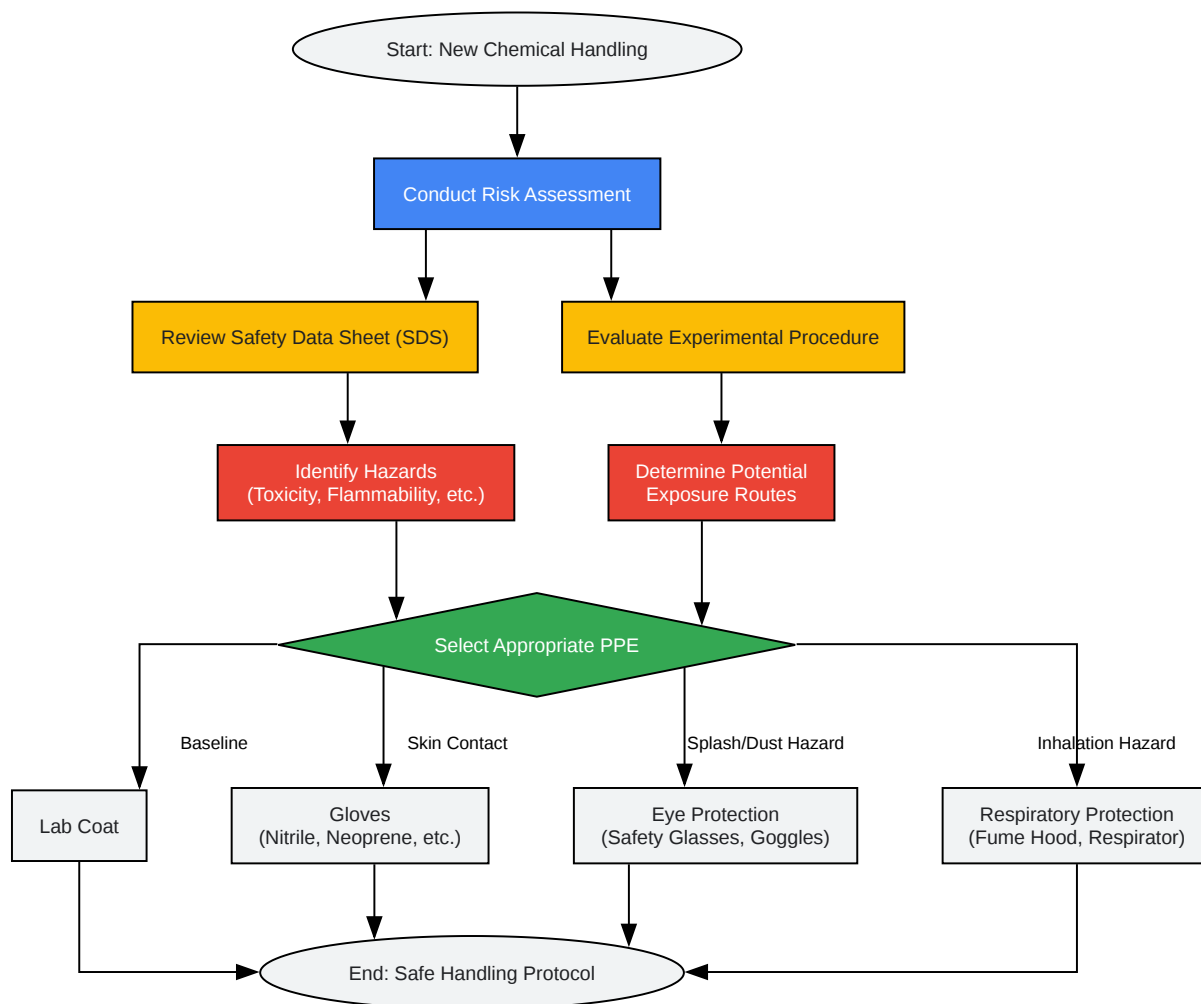 Start: New Chemical Handling
Conduct Risk Assessment
Review Safety Data Sheet (SDS)
Evaluate Experimental Procedure
Identify Hazards
(Toxicity, Flammability, etc.)
Determine Potential
Exposure Routes
Select Appropriate PPE
Baseline
Skin Contact
Splash/Dust Hazard
Inhalation Hazard
Lab Coat
Gloves
(Nitrile, Neoprene, etc.)
Eye Protection
(Safety Glasses, Goggles)
Respiratory Protection
(Fume Hood, Respirator)
End: Safe Handling Protocol